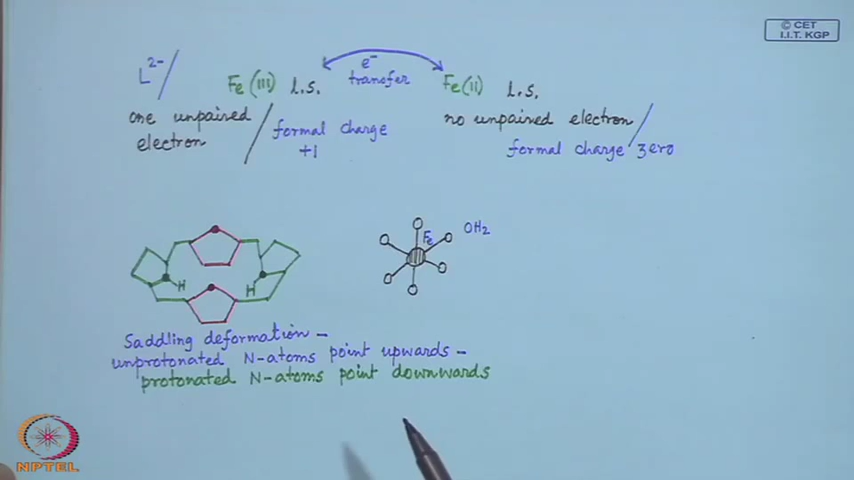 © CET
I.I.T. KGP
L2-
Fe(III) l.s.
e-
transfer
Fe(II) l.s.
one unpaired
electron
formal charge
+1
no unpaired electron
formal charge zero
H
H
Fe
OH2
Saddling deformation -
unprotonated N-atoms point upwards -
protonated N-atoms point downwards
NPTEL